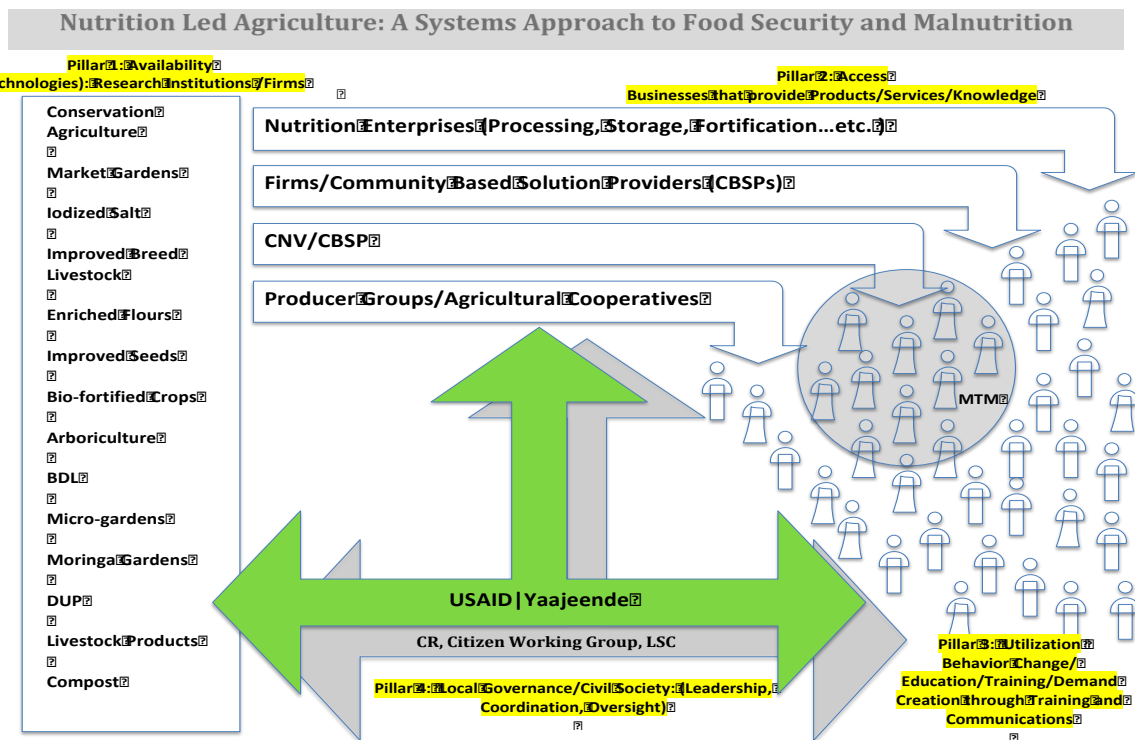 Nutrition Led Agriculture: A Systems Approach to Food Security and Malnutrition
Pillar 1: Availability
chnologies): Research Institutions/Firms
Pillar 2: Access
Businesses that provide Products/Services/Knowledge
Conservation
Agriculture
Market Gardens
Iodized Salt
Improved Breed
Livestock
Enriched Flours
Improved Seeds
Bio-fortified Crops
Arboriculture
BDL
Micro-gardens
Moringa Gardens
DUP
Livestock Products
Compost
Nutrition Enterprises (Processing, Storage, Fortification...etc. )
Firms/Community Based Solution Providers (CBSPs)
CNV/CBSP
Producer Groups/Agricultural Cooperatives
MTM
USAID|Yaajeende
CR, Citizen Working Group, LSC
Pillar 4: Local Governance/Civil Society: (Leadership,
Coordination, Oversight)
Pillar 3: Utilization
Behavior Change/
Education/Training/Demand
Creation through Training and
Communications